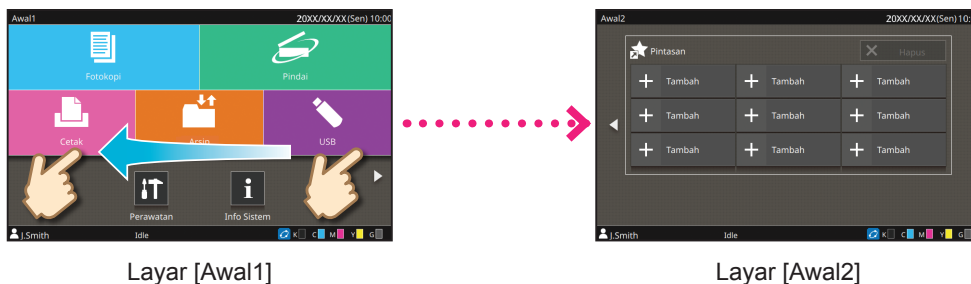 Awal1 20XX/XX/XX(Sen) 10:00
Fotokopi Pindai
Cetak Arsip USB
Perawatan Info Sistem
J.Smith Idle K C M Y G
Layar [Awal1]
Awal2 20XX/XX/XX(Sen) 10:
Pintasan Hapus
Tambah Tambah Tambah
Tambah Tambah Tambah
Tambah Tambah Tambah
J.Smith Idle K C M Y G
Layar [Awal2]